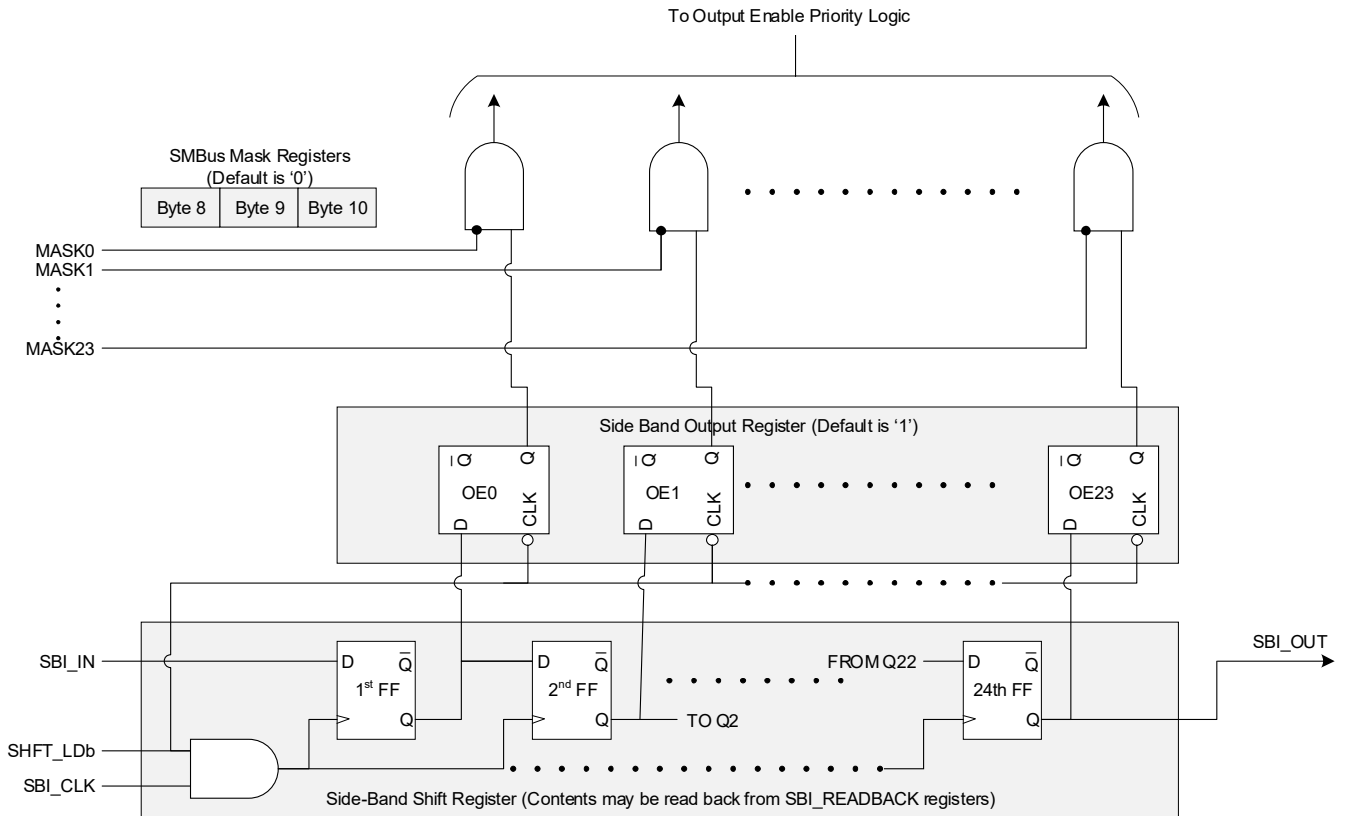 To Output Enable Priority Logic
SMBus Mask Registers
(Default is ‘0’)
Byte 8 Byte 9 Byte 10
MASK0
MASK1
MASK23
Side Band Output Register (Default is ‘1’)
Q̅ Q Q̅ Q Q̅ Q
OE0 OE1 OE23
D CLK D CLK D CLK
SBI_IN D Q̅ D Q̅ FROM Q22 D Q̅ SBI_OUT
1st FF 2nd FF 24th FF
Q Q TO Q2 Q
SHFT_LDb
SBI_CLK
Side-Band Shift Register (Contents may be read back from SBI_READBACK registers)